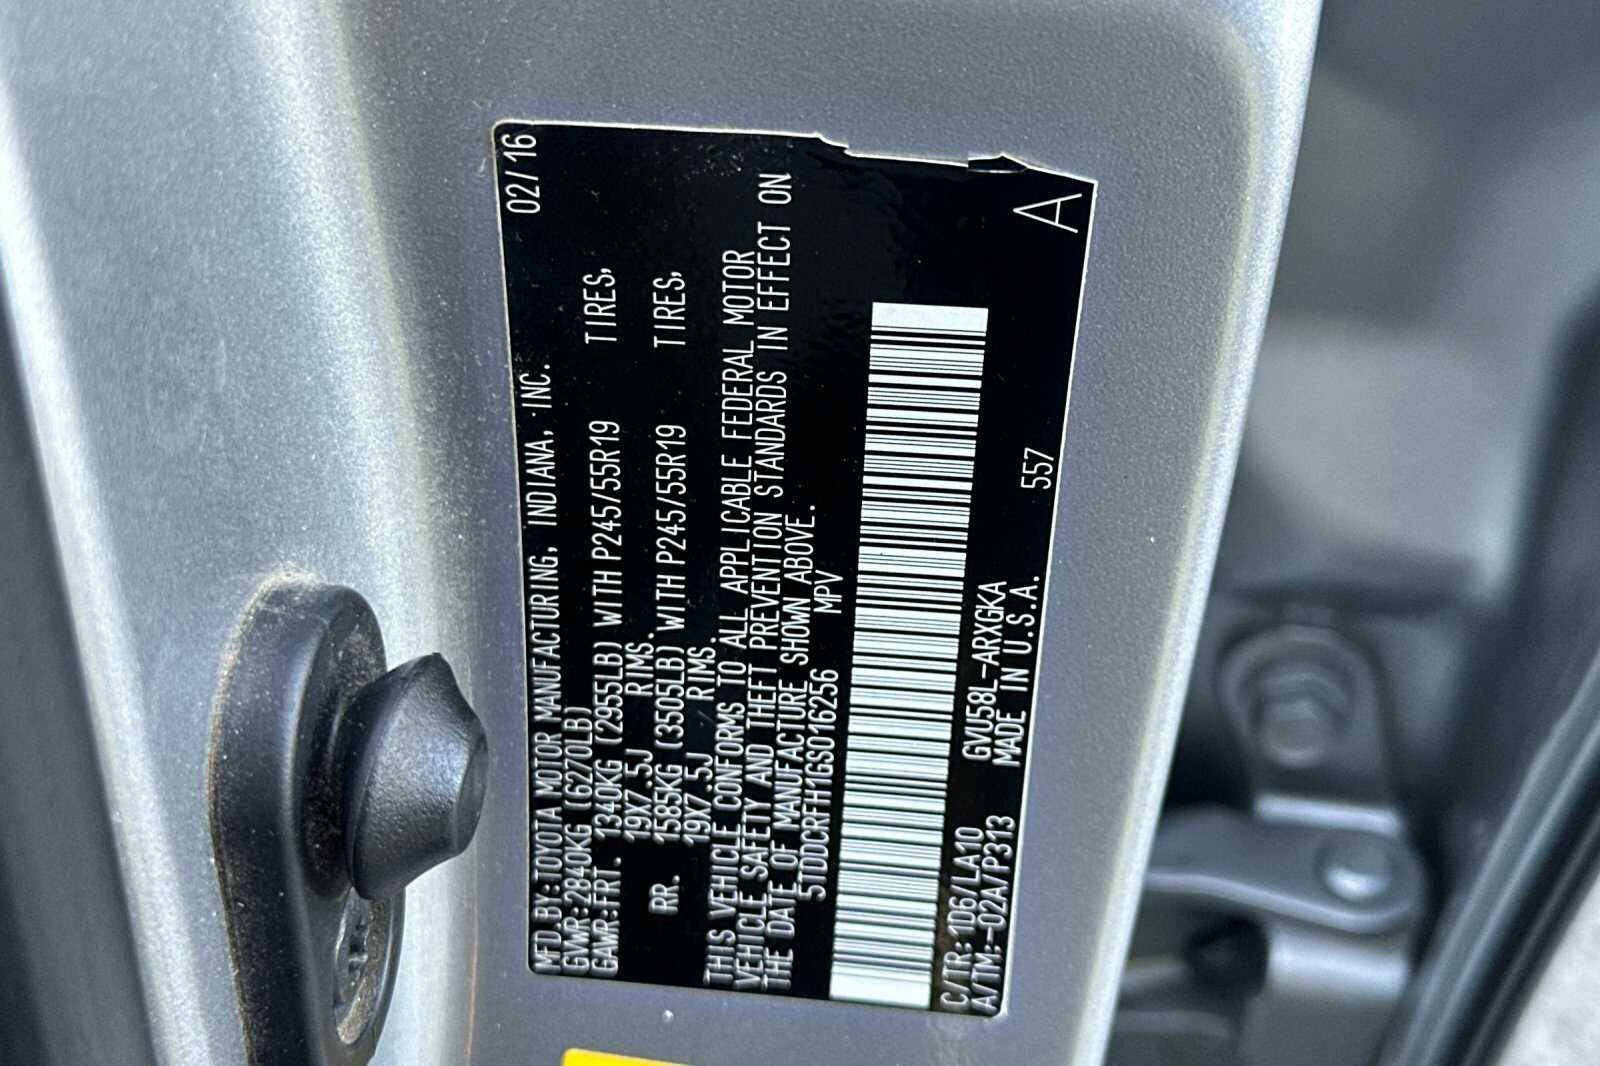 MFD. BY: TOYOTA MOTOR MANUFACTURING, INDIANA, INC. 02/16
GVWR: 2840KG (6270LB)
GAWR: FRT. 1340KG (2955LB) WITH P245/55R19 TIRES,
19X7.5J RIMS.
RR. 1585KG (3505LB) WITH P245/55R19 TIRES,
19X7.5J RIMS.
THIS VEHICLE CONFORMS TO ALL APPLICABLE FEDERAL MOTOR
VEHICLE SAFETY AND THEFT PREVENTION STANDARDS IN EFFECT ON
THE DATE OF MANUFACTURE SHOWN ABOVE.
5TDDCRFH1GS016256 MPV
C/TR: 1D6/LA10 GVU58L-ARXGKA 557 A
A/TM:-02A/P313 MADE IN U.S.A.